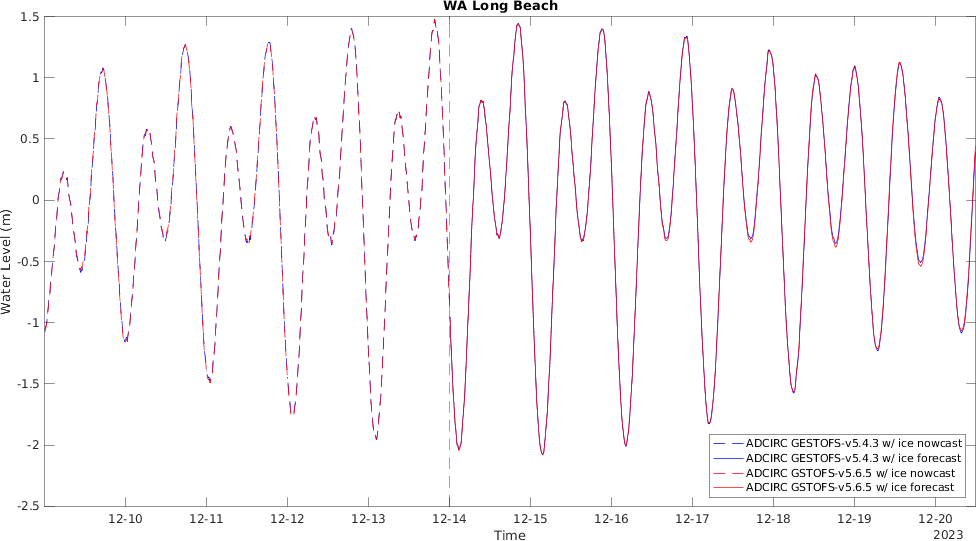 WA Long Beach
1.5
1
0.5
0
-0.5
-1
-1.5
-2
-2.5
Water Level (m)
12-10 12-11 12-12 12-13 12-14 12-15 12-16 12-17 12-18 12-19 12-20
Time
2023
ADCIRC GESTOFS-v5.4.3 w/ ice nowcast
ADCIRC GESTOFS-v5.4.3 w/ ice forecast
ADCIRC GSTOFS-v5.6.5 w/ ice nowcast
ADCIRC GSTOFS-v5.6.5 w/ ice forecast